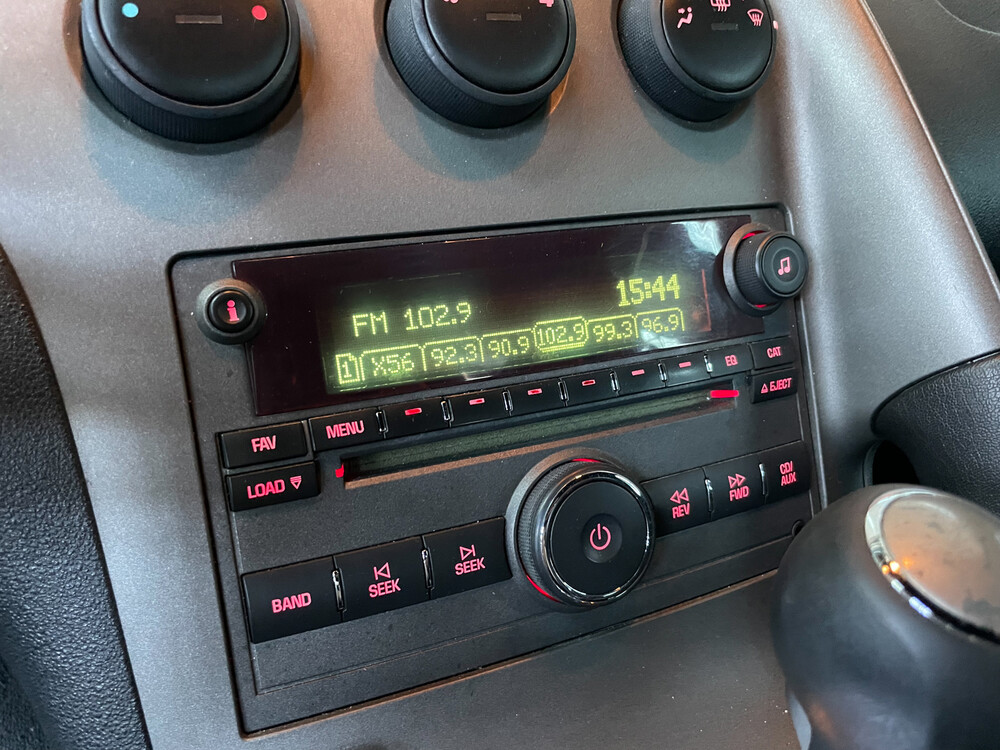 15:44
FM 102.9
1 X56 92.3 90.9 102.9 99.3 96.9
i
FAV MENU EQ CAT
LOAD EJECT
BAND SEEK SEEK REV FWD CD/
AUX